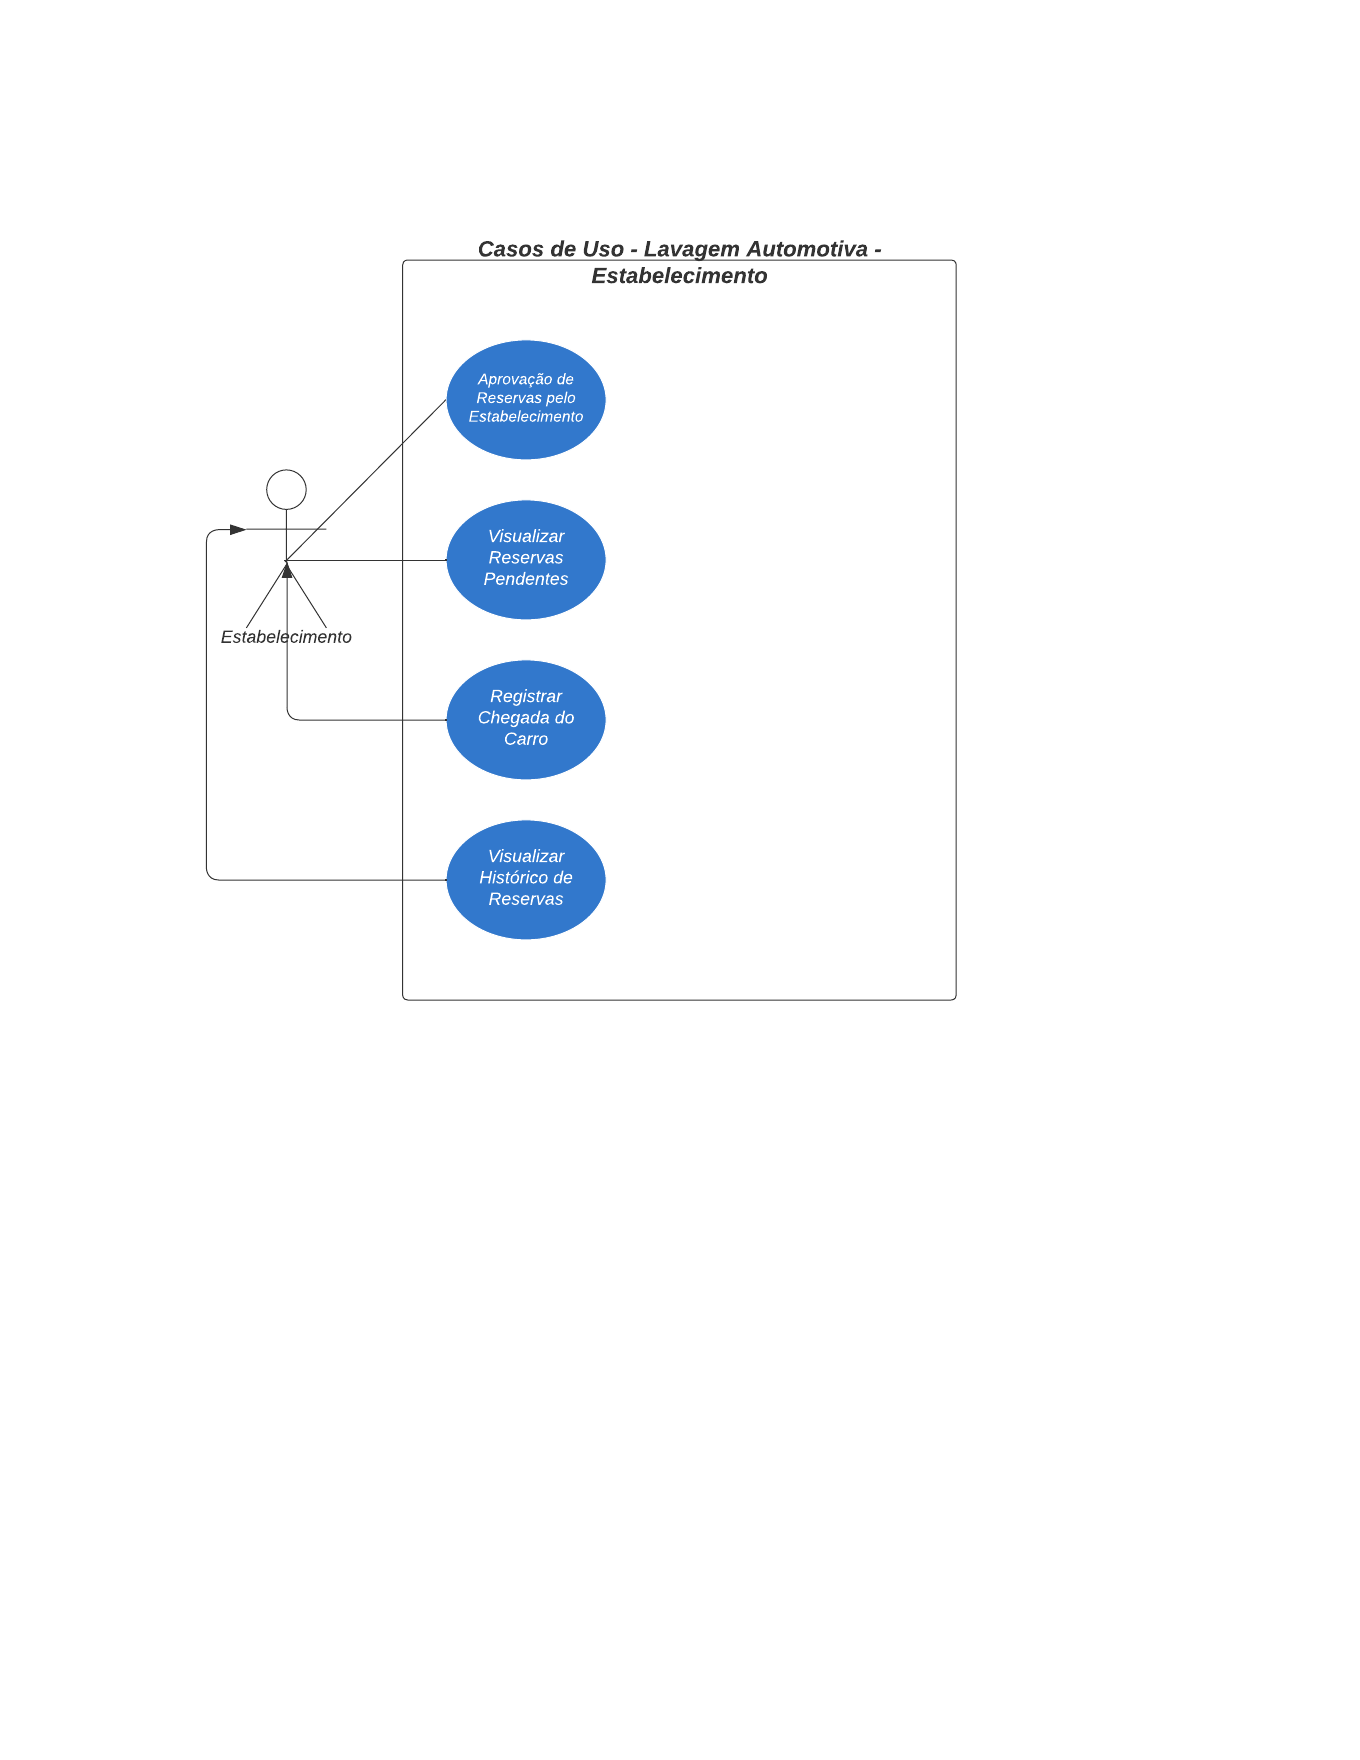 Casos de Uso - Lavagem Automotiva -
Estabelecimento
Aprovação de
Reservas pelo
Estabelecimento
Visualizar
Reservas
Pendentes
Estabelecimento
Registrar
Chegada do
Carro
Visualizar
Histórico de
Reservas